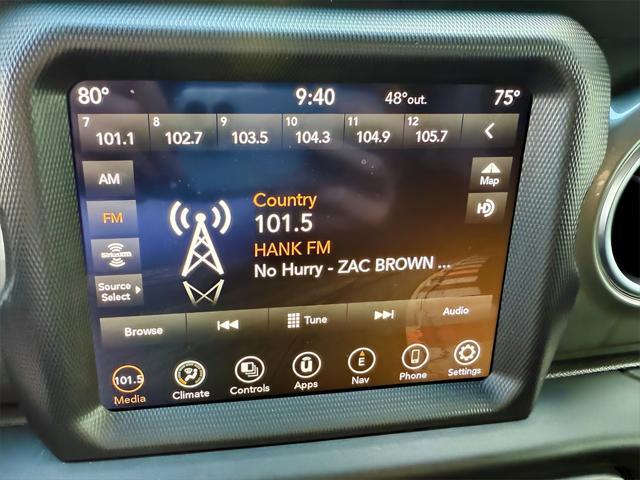 80° 9:40 48°out. 75°
7 8 9 10 11 12
101.1 102.7 103.5 104.3 104.9 105.7
AM
Map
FM
HD
Country
101.5
HANK FM
No Hurry - ZAC BROWN ...
SiriusXM
Source
Select
Browse Tune Audio
101.5 U E
Media Climate Controls Apps Nav Phone Settings